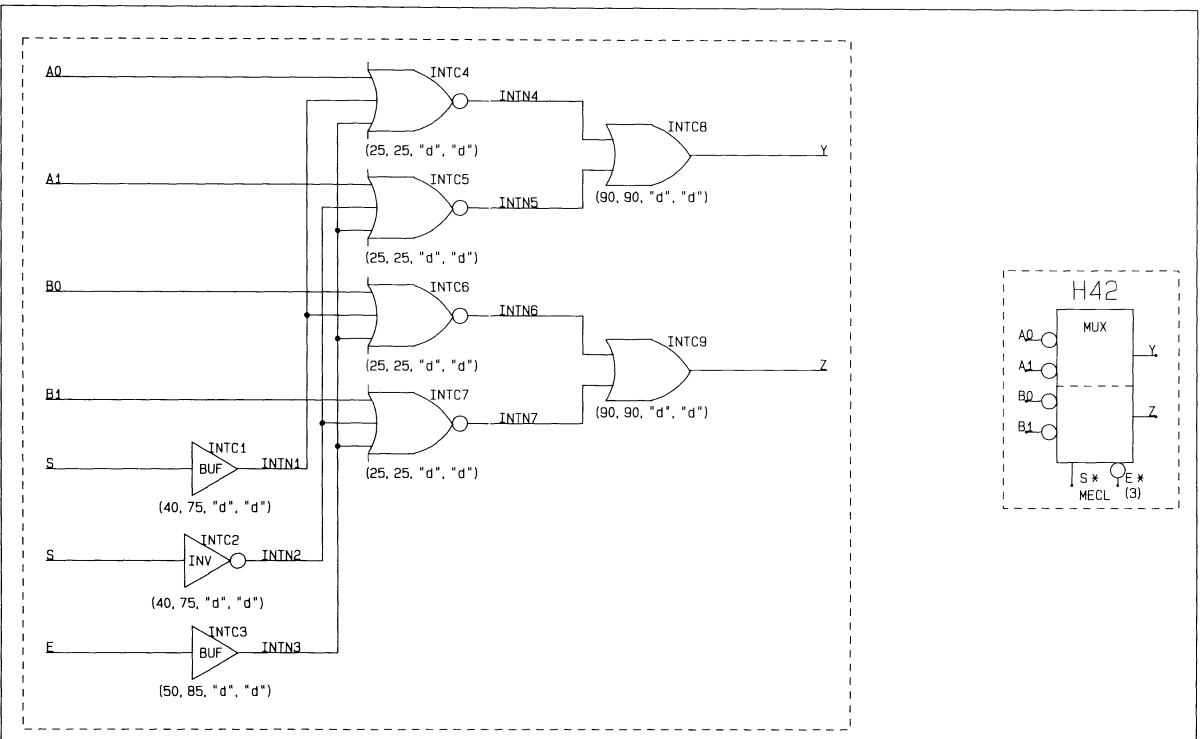 A0
INTC4
INTN4
(25, 25, "d", "d")
INTC8
Y
(90, 90, "d", "d")
A1
INTC5
INTN5
(25, 25, "d", "d")
B0
INTC6
INTN6
(25, 25, "d", "d")
INTC9
Z
(90, 90, "d", "d")
B1
INTC7
INTN7
(25, 25, "d", "d")
S
INTC1
BUF
INTN1
(40, 75, "d", "d")
S
INTC2
INV
INTN2
(40, 75, "d", "d")
E
INTC3
BUF
INTN3
(50, 85, "d", "d")
H42
MUX
A0
Y
A1
B0
Z
B1
S * E *
MECL (3)